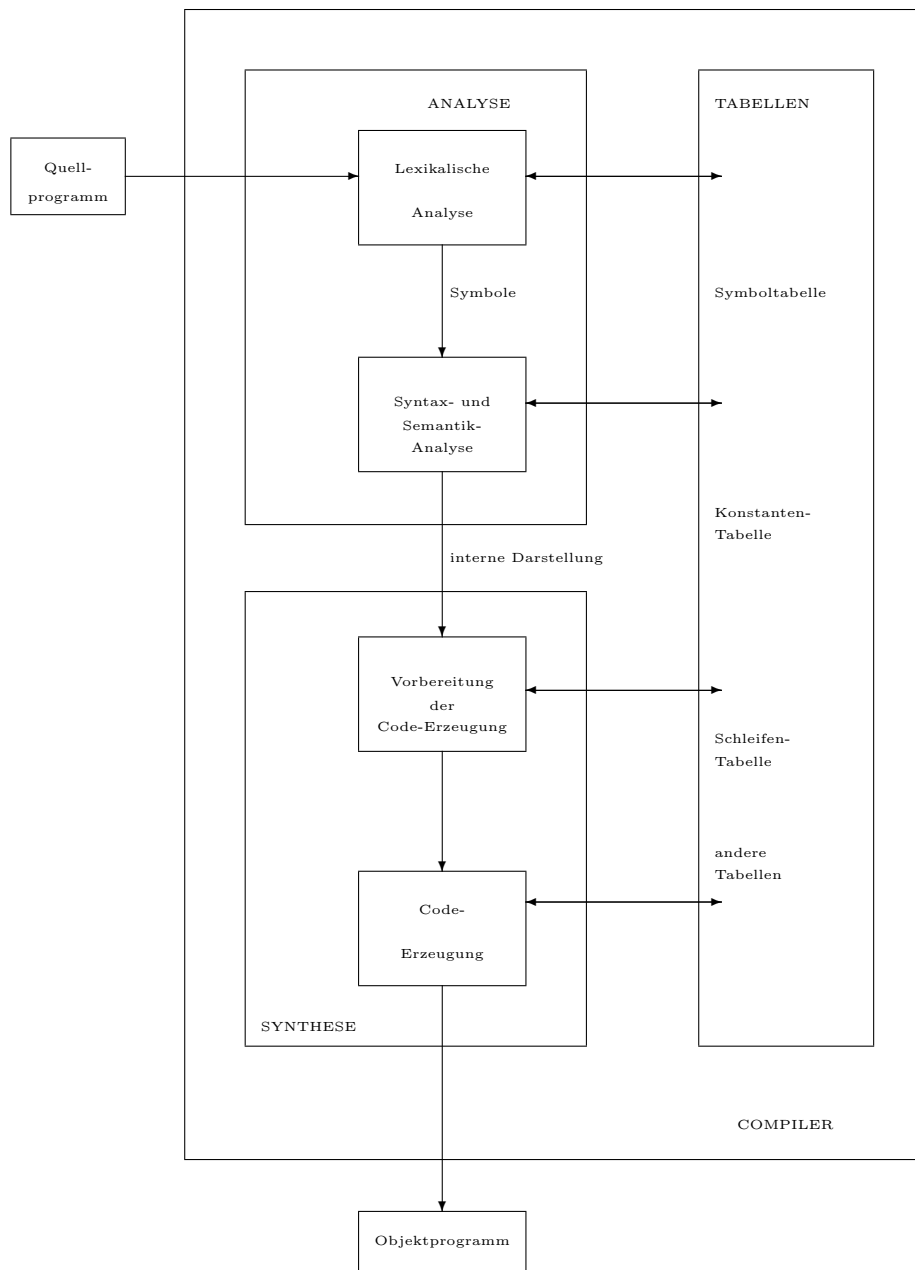 ANALYSE
TABELLEN
Quell-
programm
Lexikalische
Analyse
Symbole
Symboltabelle
Syntax- und
Semantik-
Analyse
Konstanten-
Tabelle
interne Darstellung
Vorbereitung
der
Code-Erzeugung
Schleifen-
Tabelle
andere
Tabellen
Code-
Erzeugung
SYNTHESE
COMPILER
Objektprogramm